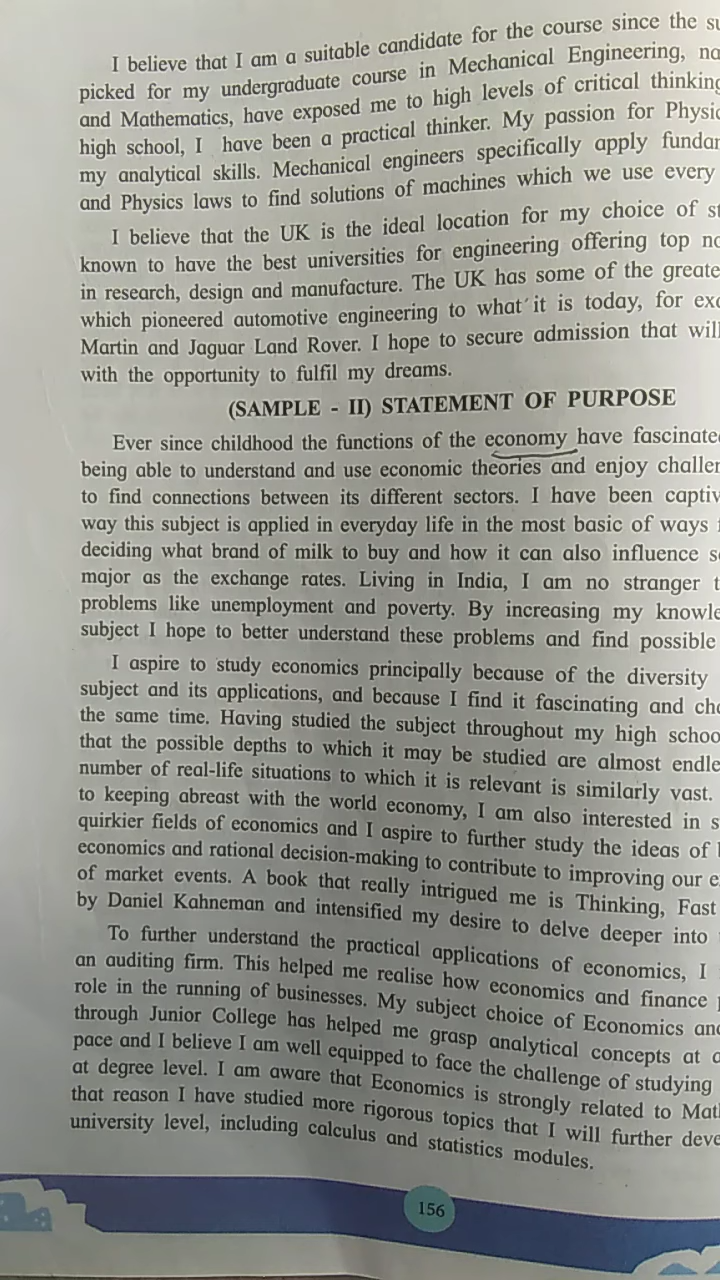 I believe that I am a suitable candidate for the course since the
picked for my undergraduate course in Mechanical Engineering,
and Mathematics, have exposed me to high levels of critical thinking
high school, I have been a practical thinker. My passion for
my analytical skills. Mechanical engineers specifically apply
and Physics laws to find solutions of machines which we use every
I believe that the UK is the ideal location for my choice of
known to have the best universities for engineering offering top
in research, design and manufacture. The UK has some of the
which pioneered automotive engineering to what it is today, for
Martin and Jaguar Land Rover. I hope to secure admission that will
with the opportunity to fulfil my dreams.
(SAMPLE - II) STATEMENT OF PURPOSE
Ever since childhood the functions of the economy have
being able to understand and use economic theories and enjoy
to find connections between its different sectors. I have been
way this subject is applied in everyday life in the most basic of ways
deciding what brand of milk to buy and how it can also influence
major as the exchange rates. Living in India, I am no stranger
problems like unemployment and poverty. By increasing my
subject I hope to better understand these problems and find possible
I aspire to study economics principally because of the diversity
subject and its applications, and because I find it fascinating and
the same time. Having studied the subject throughout my high
that the possible depths to which it may be studied are almost
number of real-life situations to which it is relevant is similarly vast.
to keeping abreast with the world economy, I am also interested in
quirkier fields of economics and I aspire to further study the ideas of
economics and rational decision-making to contribute to improving our
of market events. A book that really intrigued me is Thinking, Fast
by Daniel Kahneman and intensified my desire to delve deeper into
To further understand the practical applications of economics, I
an auditing firm. This helped me realise how economics and finance
role in the running of businesses. My subject choice of Economics
through Junior College has helped me grasp analytical concepts at
pace and I believe I am well equipped to face the challenge of studying
at degree level. I am aware that Economics is strongly related to
that reason I have studied more rigorous topics that I will further
university level, including calculus and statistics modules.
156